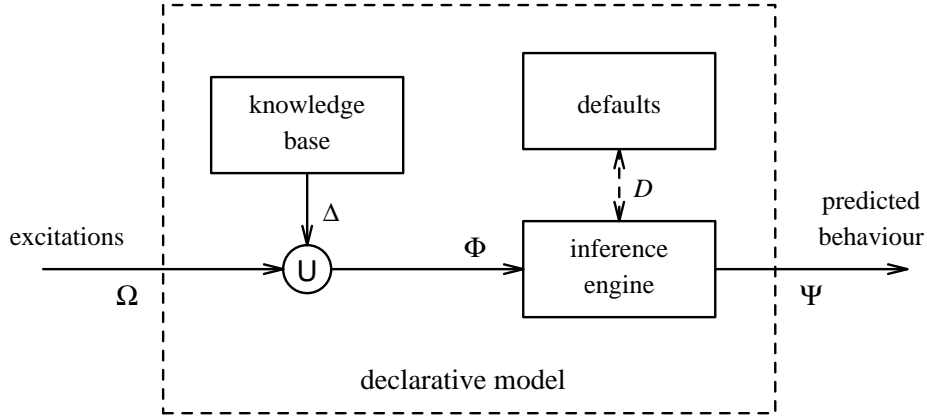 knowledge
base
defaults
Δ
D
excitations
predicted
behaviour
Φ
inference
engine
U
Ω
Ψ
declarative model